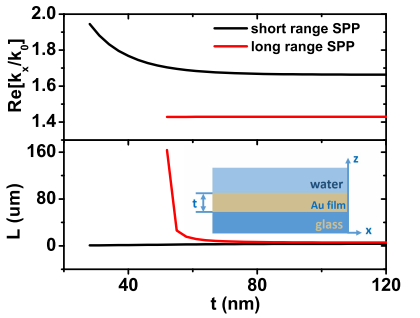 2.0
short range SPP
long range SPP
1.8
1.6
1.4
Re[kₓ/k₀]
160
80
0
L (um)
z
water
t
Au film
glass
x
40
80
120
t (nm)